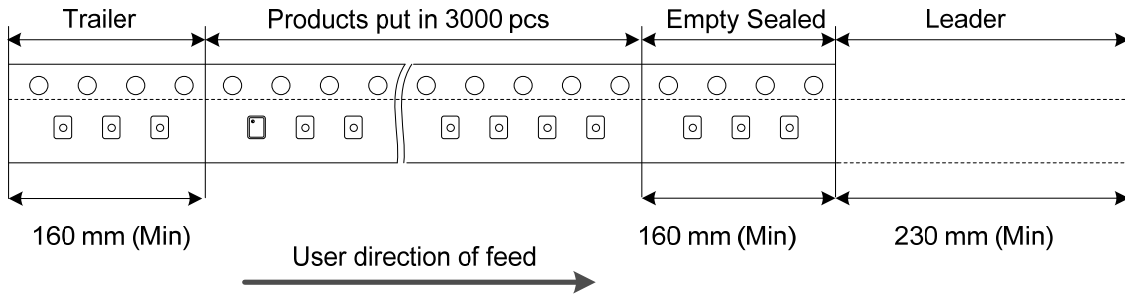 Trailer
Products put in 3000 pcs
Empty Sealed
Leader
160 mm (Min)
160 mm (Min)
230 mm (Min)
User direction of feed